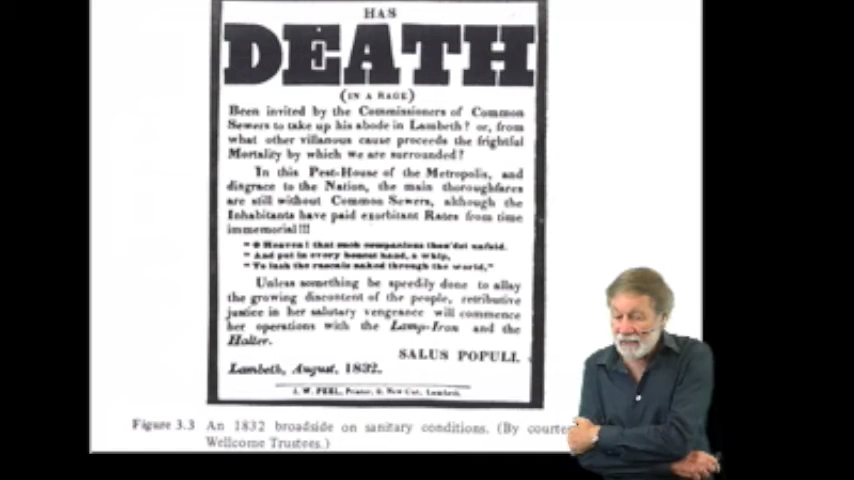 HAS
DEATH
(IN A RAGE)
Been invited by the Commissioners of Common
Sewers to take up his abode in Lambeth? or, from
what other villanous cause proceeds the frightful
Mortality by which we are surrounded?
In this Pest-House of the Metropolis, and
disgrace to the Nation, the main thoroughfares
are still without Common Sewers, although the
Inhabitants have paid exorbitant Rates from time
immemorial!!!
"O Heaven! that such companions thou'dst unfold,
"And put in every honest hand, a whip,
"To lash the rascals naked through the world,"
Unless something be speedily done to allay
the growing discontent of the people, retributive
justice in her salutary vengeance will commence
her operations with the Lamp-Iron and the
Halter.
SALUS POPULI.
Lambeth, August, 1832.
PEEL, Printer, 9, New Cut, Lambeth.
Figure 3.3 An 1832 broadside on sanitary conditions. (By courte
Wellcome Trustees.)